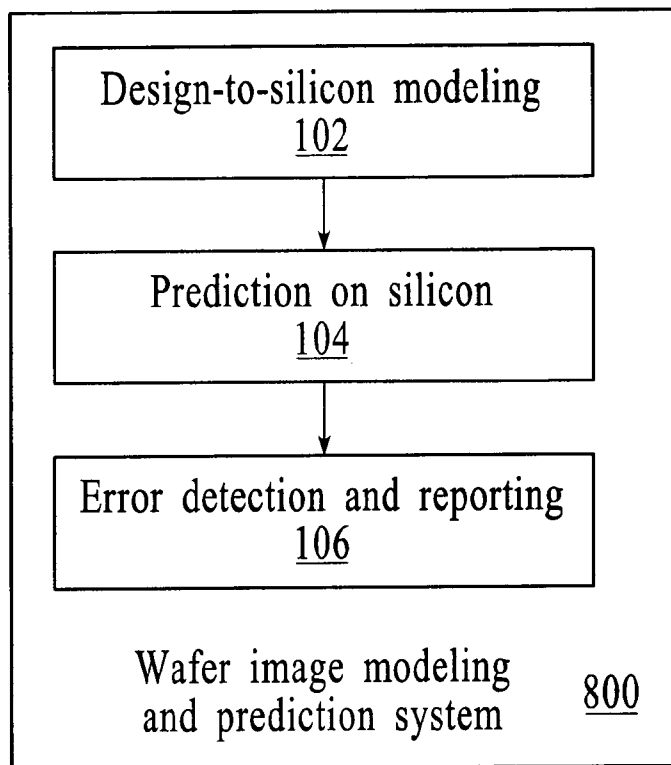 Design-to-silicon modeling
102
Prediction on silicon
104
Error detection and reporting
106
Wafer image modeling
and prediction system
800